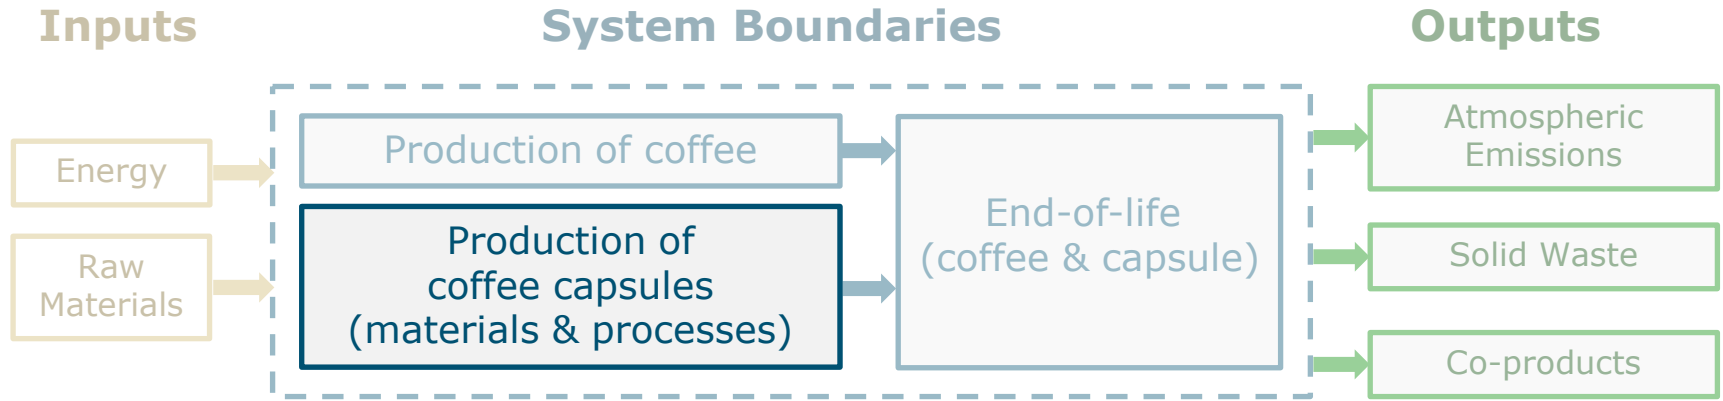 Inputs
System Boundaries
Outputs
Energy
Raw
Materials
Production of coffee
Production of
coffee capsules
(materials & processes)
End-of-life
(coffee & capsule)
Atmospheric
Emissions
Solid Waste
Co-products